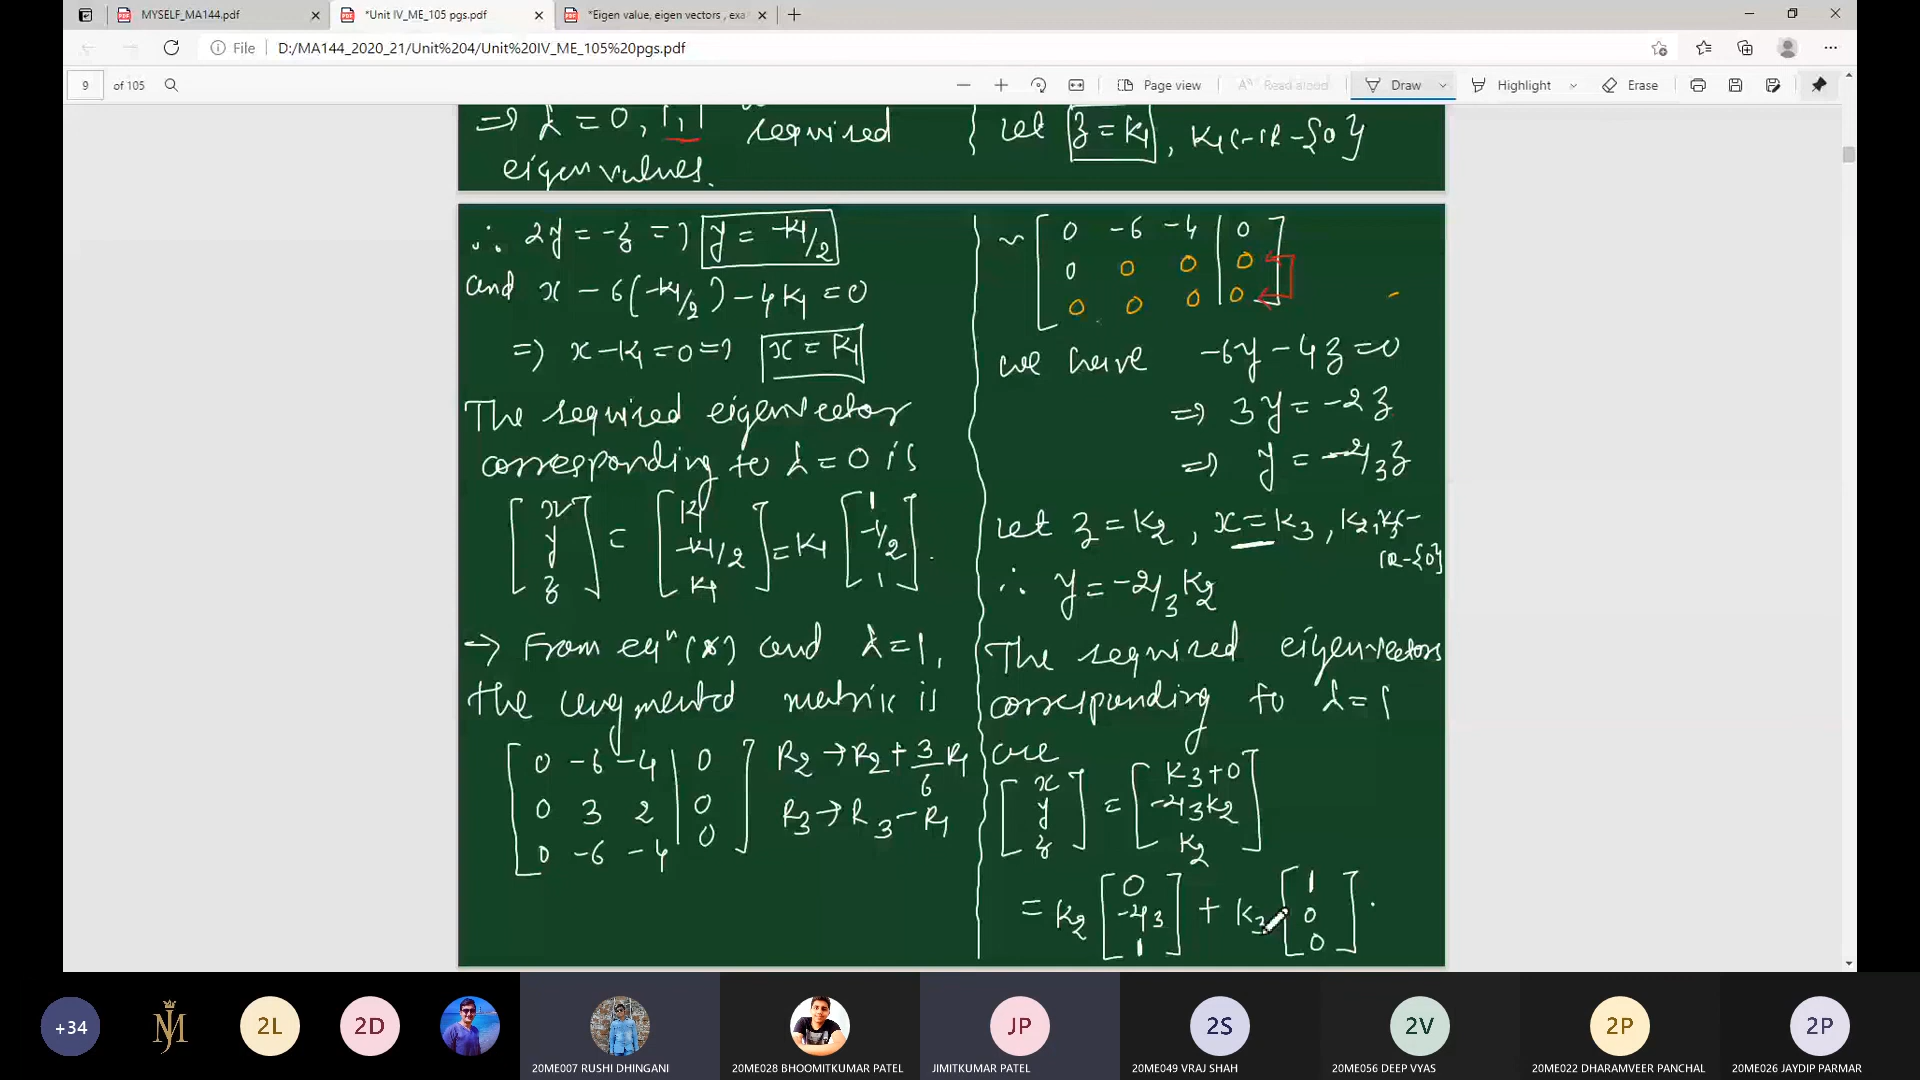 MYSELF_MA144.pdf
*Unit IV_ME_105 pgs.pdf
*Eigen value, eigen vectors , exa
File D:/MA144_2020_21/Unit%204/Unit%20IV_ME_105%20pgs.pdf
9 of 105
Page view
Read aloud
Draw
Highlight
Erase
⇒ λ = 0, 1, 1
required
eigenvalues.
let z = k1 , k1 ∈ IR - {0}
∴ 2y = -z ⇒ y = -k1/2
and x - 6(-k1/2) - 4k1 = 0
⇒ x - k1 = 0 ⇒ x = k1
The required eigenvector
corresponding to λ = 0 is
[x y z] = [k1 -k1/2 k1] = k1 [1 -1/2 1].
→ From eqⁿ (*) and λ = 1,
the augmented matrix is
0 -6 -4 | 0 R2 → R2 + 3/6 R1
0 3 2 | 0 R3 → R3 - R1
0 -6 -4 | 0
~ 0 -6 -4 | 0
0 0 0 | 0
0 0 0 | 0
we have -6y - 4z = 0
⇒ 3y = -2z
⇒ y = -2/3 z
let z = k2 , x = k3 , k2, k3 ∈
IR - {0}
∴ y = -2/3 k2
The required eigenvectors
corresponding to λ = 1
are
[x y z] = [k3 + 0 -2/3 k2 k2]
= k2 [0 -2/3 1] + k3 [1 0 0].
+34
2L
2D
JP
2S
2V
2P
2P
20ME007 RUSHI DHINGANI
20ME028 BHOOMITKUMAR PATEL
JIMITKUMAR PATEL
20ME049 VRAJ SHAH
20ME056 DEEP VYAS
20ME022 DHARAMVEER PANCHAL
20ME026 JAYDIP PARMAR